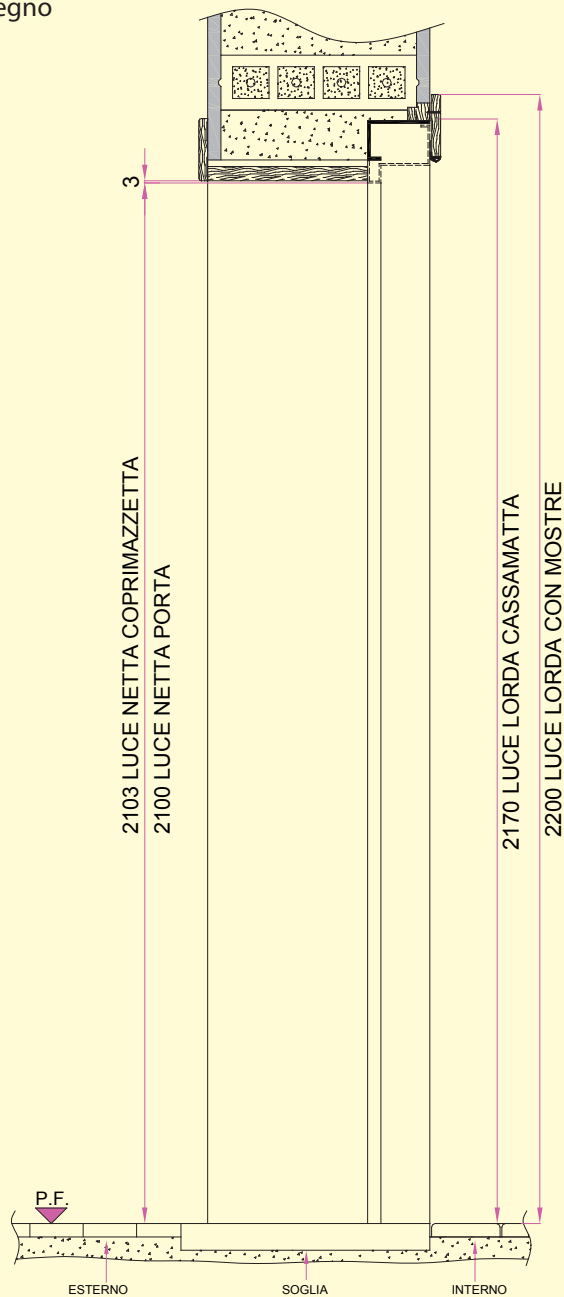 egno
3
2103 LUCE NETTA COPRIMAZZETTA
2100 LUCE NETTA PORTA
2170 LUCE LORDA CASSAMATTA
2200 LUCE LORDA CON MOSTRE
P.F.
ESTERNO
SOGLIA
INTERNO